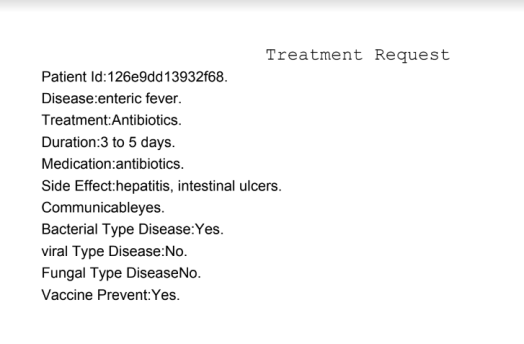 Treatment Request
Patient Id:126e9dd13932f68.
Disease:enteric fever.
Treatment:Antibiotics.
Duration:3 to 5 days.
Medication:antibiotics.
Side Effect:hepatitis, intestinal ulcers.
Communicableyes.
Bacterial Type Disease:Yes.
viral Type Disease:No.
Fungal Type DiseaseNo.
Vaccine Prevent:Yes.